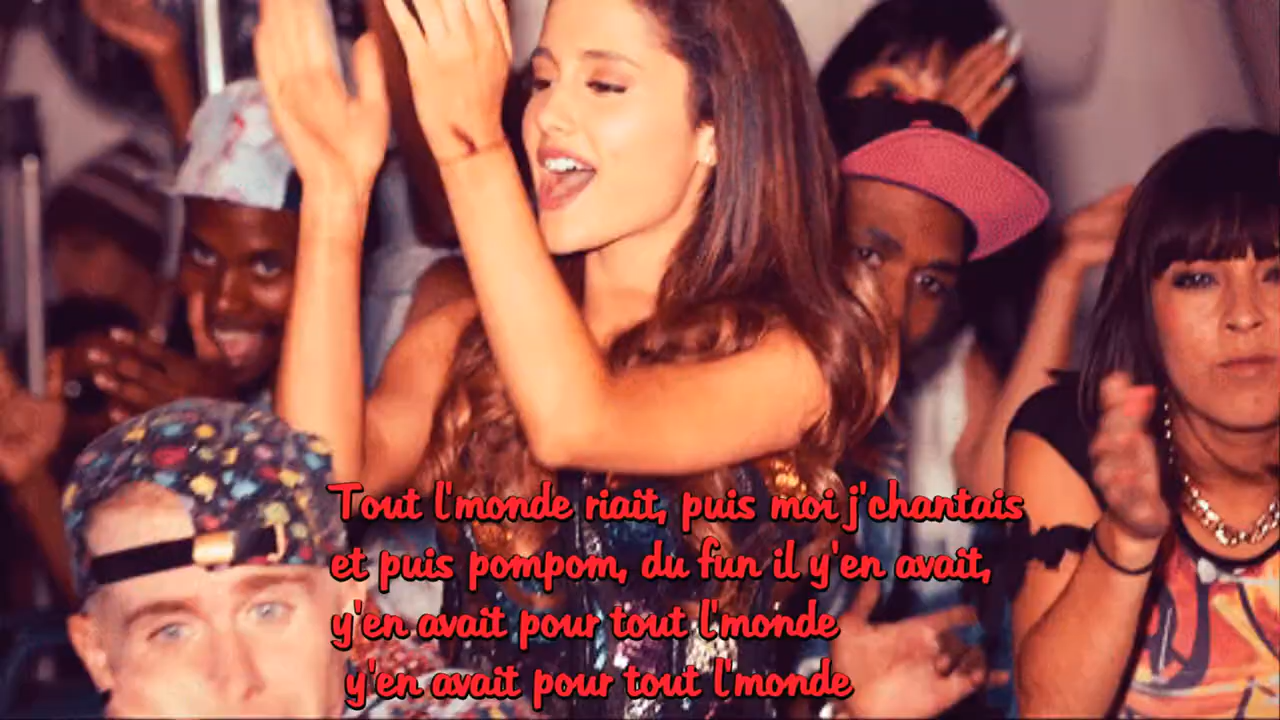 Tout l'monde riait, puis moi j'chantais
et puis pompom, du fun il y'en avait,
y'en avait pour tout l'monde
y'en avait pour tout l'monde